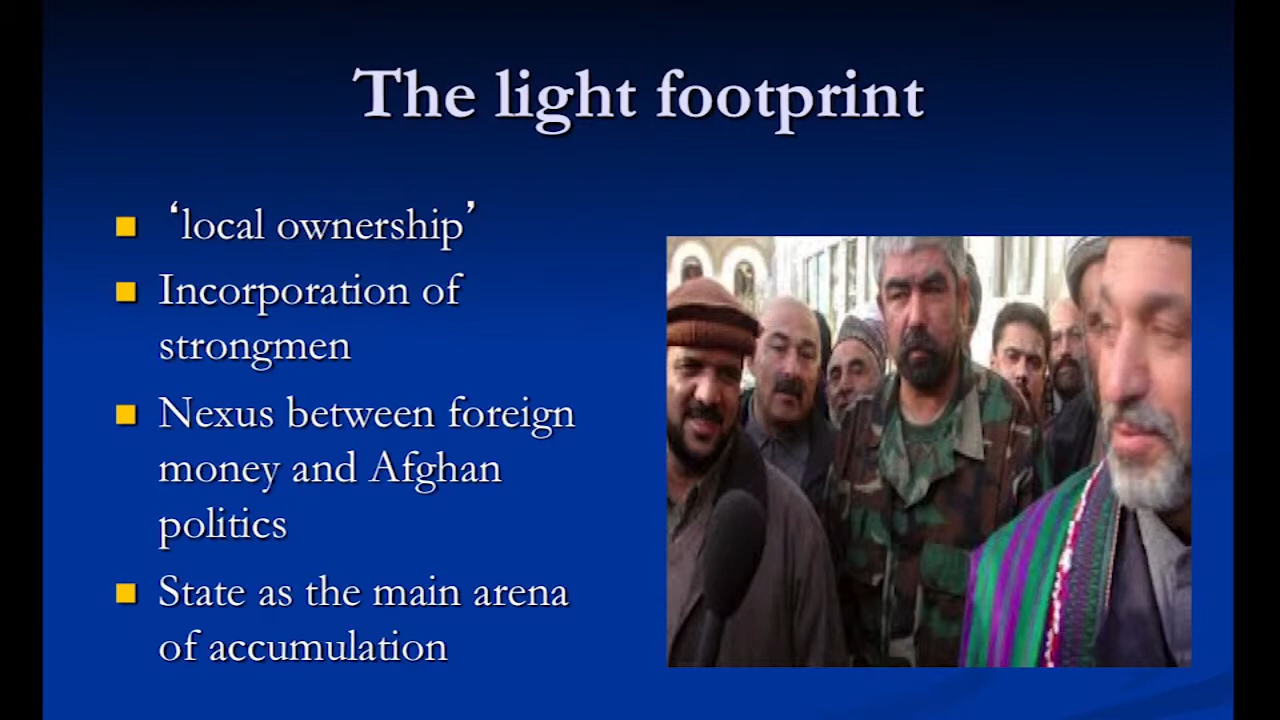 The light footprint
‘local ownership’
Incorporation of
strongmen
Nexus between foreign
money and Afghan
politics
State as the main arena
of accumulation